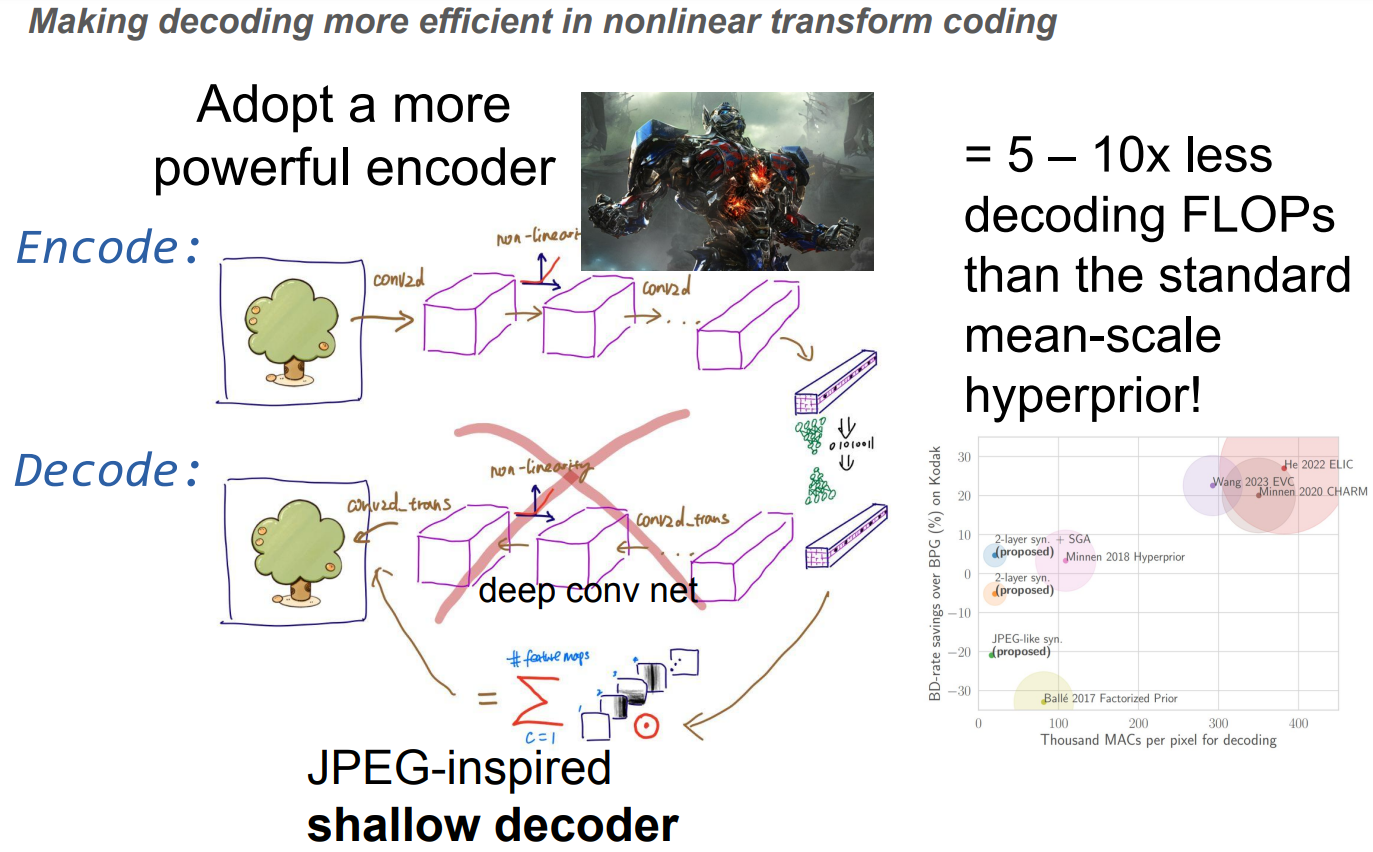 Making decoding more efficient in nonlinear transform coding
Adopt a more
powerful encoder
= 5 – 10x less
decoding FLOPs
than the standard
mean-scale
hyperprior!
Encode:
conv2d
non-linearit
conv2d
...
01010011
Decode:
conv2d_trans
non-linearity
conv2d_trans
...
deep conv net
# feature maps
=
Σ
c=1
1
2
3
JPEG-inspired
shallow decoder
BD-rate savings over BPG (%) on Kodak
30
20
10
0
−10
−20
−30
He 2022 ELIC
Wang 2023 EVC
Minnen 2020 CHARM
2-layer syn. + SGA
(proposed)
Minnen 2018 Hyperprior
2-layer syn.
(proposed)
JPEG-like syn.
(proposed)
Ballé 2017 Factorized Prior
0 100 200 300 400
Thousand MACs per pixel for decoding